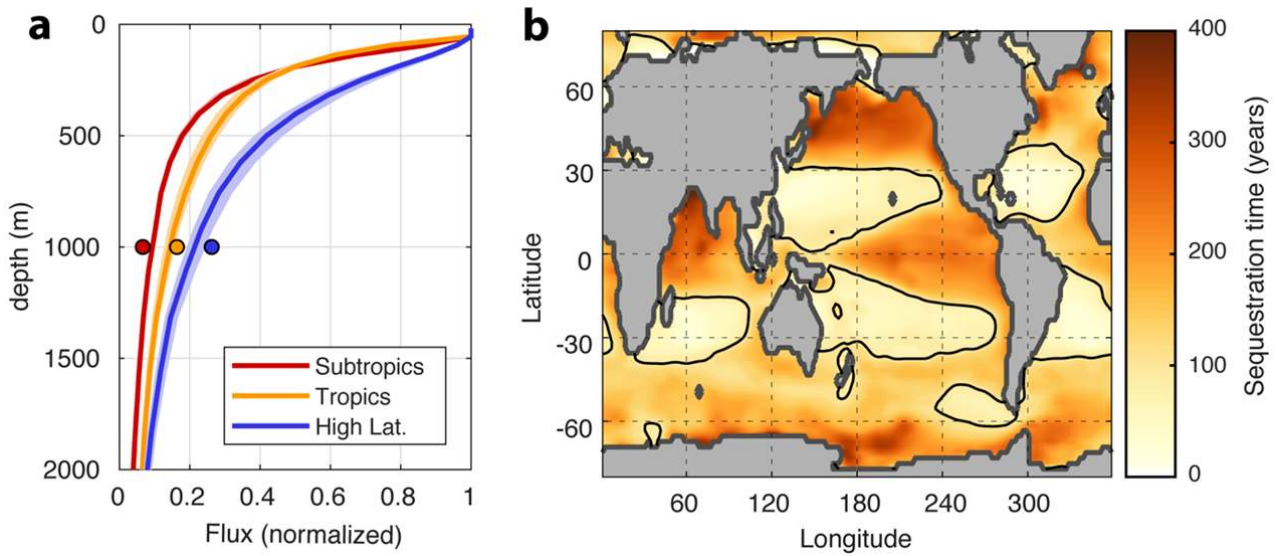 a
0
500
1000
1500
2000
depth (m)
Subtropics
Tropics
High Lat.
0 0.2 0.4 0.6 0.8 1
Flux (normalized)
b
60
30
0
-30
-60
Latitude
60 120 180 240 300
Longitude
400
300
200
100
0
Sequestration time (years)